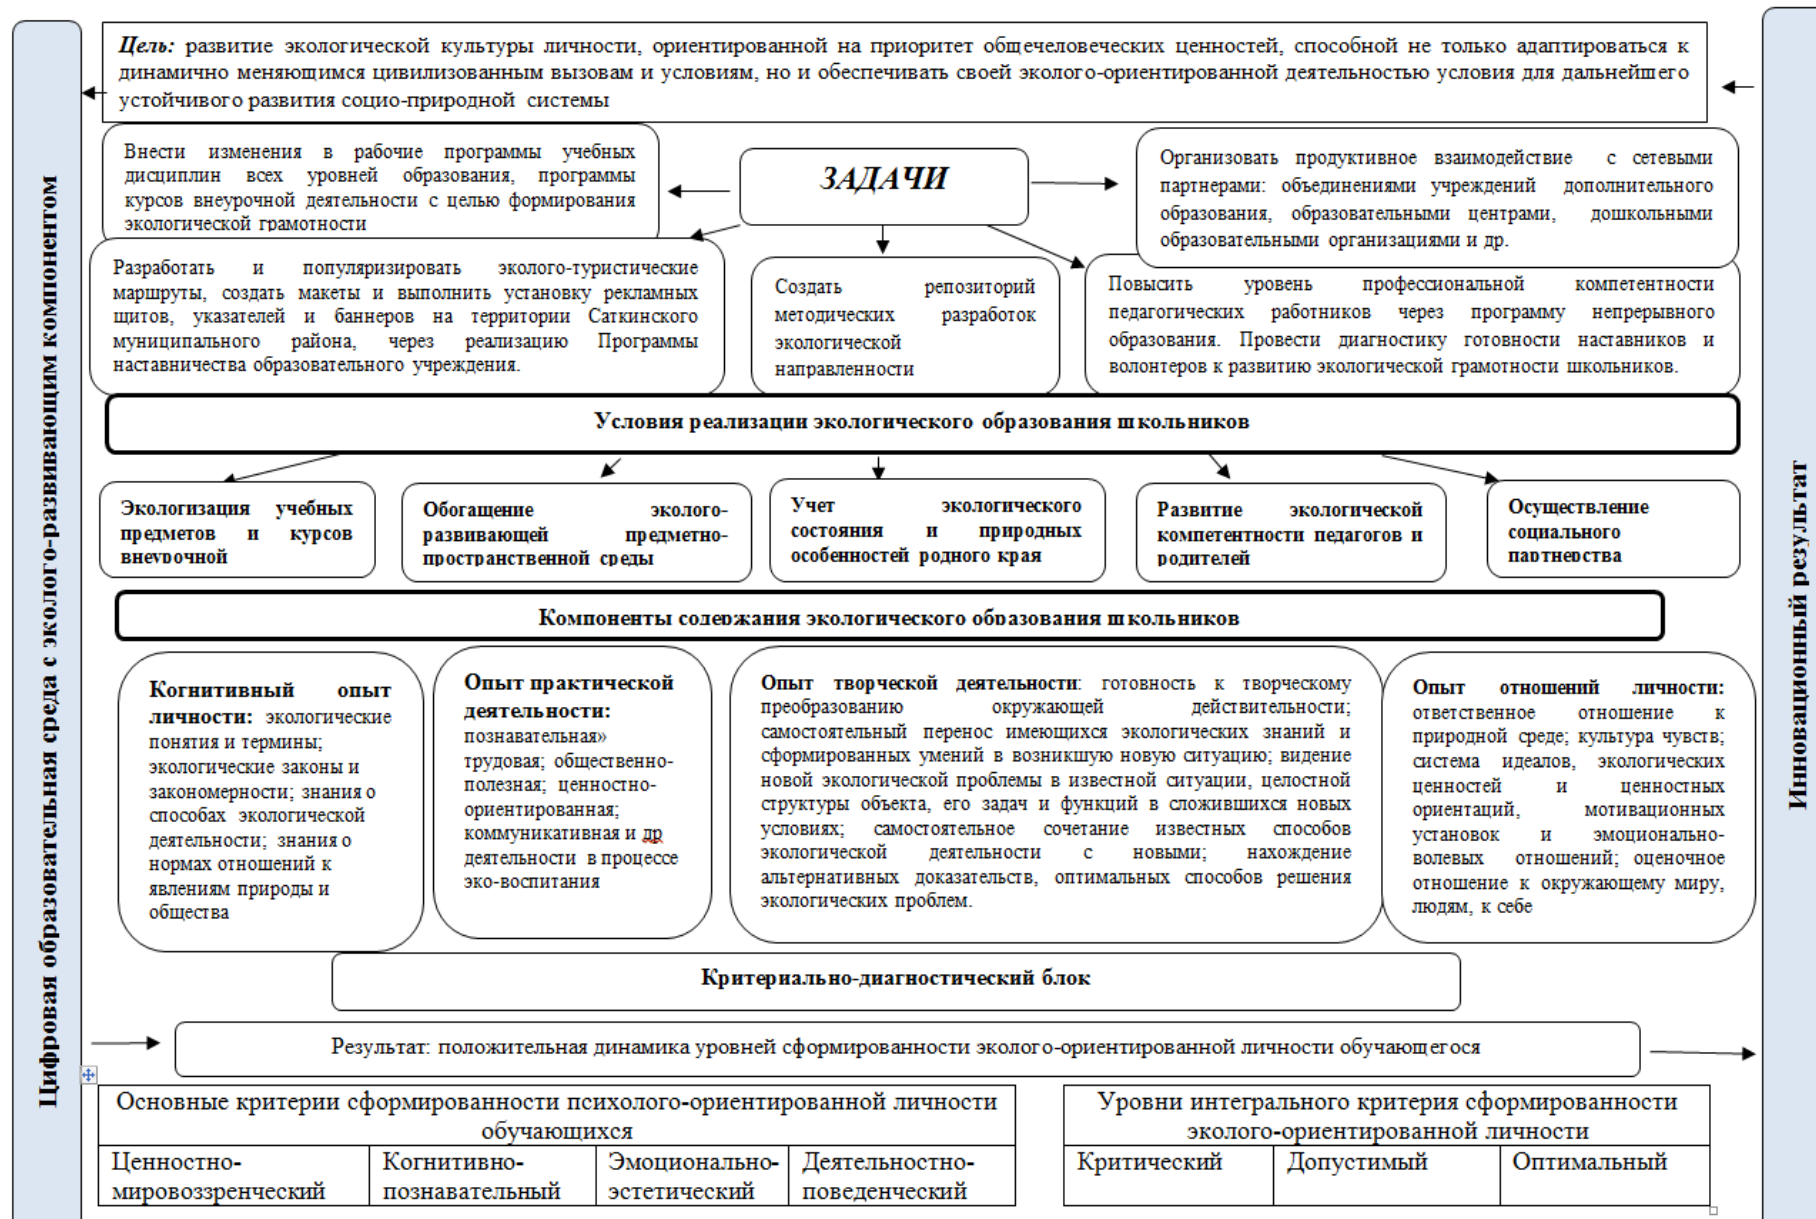 Цифровая образовательная среда с эколого-развивающим компонентом
Цель: развитие экологической культуры личности, ориентированной на приоритет общечеловеческих ценностей, способной не только адаптироваться к
динамично меняющимся цивилизованным вызовам и условиям, но и обеспечивать своей эколого-ориентированной деятельностью условия для дальнейшего
устойчивого развития социо-природной системы
ЗАДАЧИ
Внести изменения в рабочие программы учебных
дисциплин всех уровней образования, программы
курсов внеурочной деятельности с целью формирования
экологической грамотности
Организовать продуктивное взаимодействие с сетевыми
партнерами: объединениями учреждений дополнительного
образования, образовательными центрами, дошкольными
образовательными организациями и др.
Разработать и популяризировать эколого-туристические
маршруты, создать макеты и выполнить установку рекламных
щитов, указателей и баннеров на территории Саткинского
муниципального района, через реализацию Программы
наставничества образовательного учреждения.
Создать репозиторий
методических разработок
экологической
направленности
Повысить уровень профессиональной компетентности
педагогических работников через программу непрерывного
образования. Провести диагностику готовности наставников и
волонтеров к развитию экологической грамотности школьников.
Условия реализации экологического образования школьников
Экологизация учебных
предметов и курсов
внеурочной
Обогащение эколого-
развивающей предметно-
пространственной среды
Учет экологического
состояния и природных
особенностей родного края
Развитие экологической
компетентности педагогов и
родителей
Осуществление
социального
партнерства
Компоненты содержания экологического образования школьников
Когнитивный опыт
личности: экологические
понятия и термины;
экологические законы и
закономерности; знания о
способах экологической
деятельности; знания о
нормах отношений к
явлениям природы и
общества
Опыт практической
деятельности:
познавательная»
трудовая; общественно-
полезная; ценностно-
ориентированная;
коммуникативная и др
деятельности в процессе
эко-воспитания
Опыт творческой деятельности: готовность к творческому
преобразованию окружающей действительности;
самостоятельный перенос имеющихся экологических знаний и
сформированных умений в возникшую новую ситуацию; видение
новой экологической проблемы в известной ситуации, целостной
структуры объекта, его задач и функций в сложившихся новых
условиях; самостоятельное сочетание известных способов
экологической деятельности с новыми; нахождение
альтернативных доказательств, оптимальных способов решения
экологических проблем.
Опыт отношений личности:
ответственное отношение к
природной среде; культура чувств;
система идеалов, экологических
ценностей и ценностных
ориентаций, мотивационных
установок и эмоционально-
волевых отношений; оценочное
отношение к окружающему миру,
людям, к себе
Критериально-диагностический блок
Результат: положительная динамика уровней сформированности эколого-ориентированной личности обучающегося
Основные критерии сформированности психолого-ориентированной личности
обучающихся
Ценностно-
мировоззренческий
Когнитивно-
познавательный
Эмоционально-
эстетический
Деятельностно-
поведенческий
Уровни интегрального критерия сформированности
эколого-ориентированной личности
Критический
Допустимый
Оптимальный
Инновационный результат